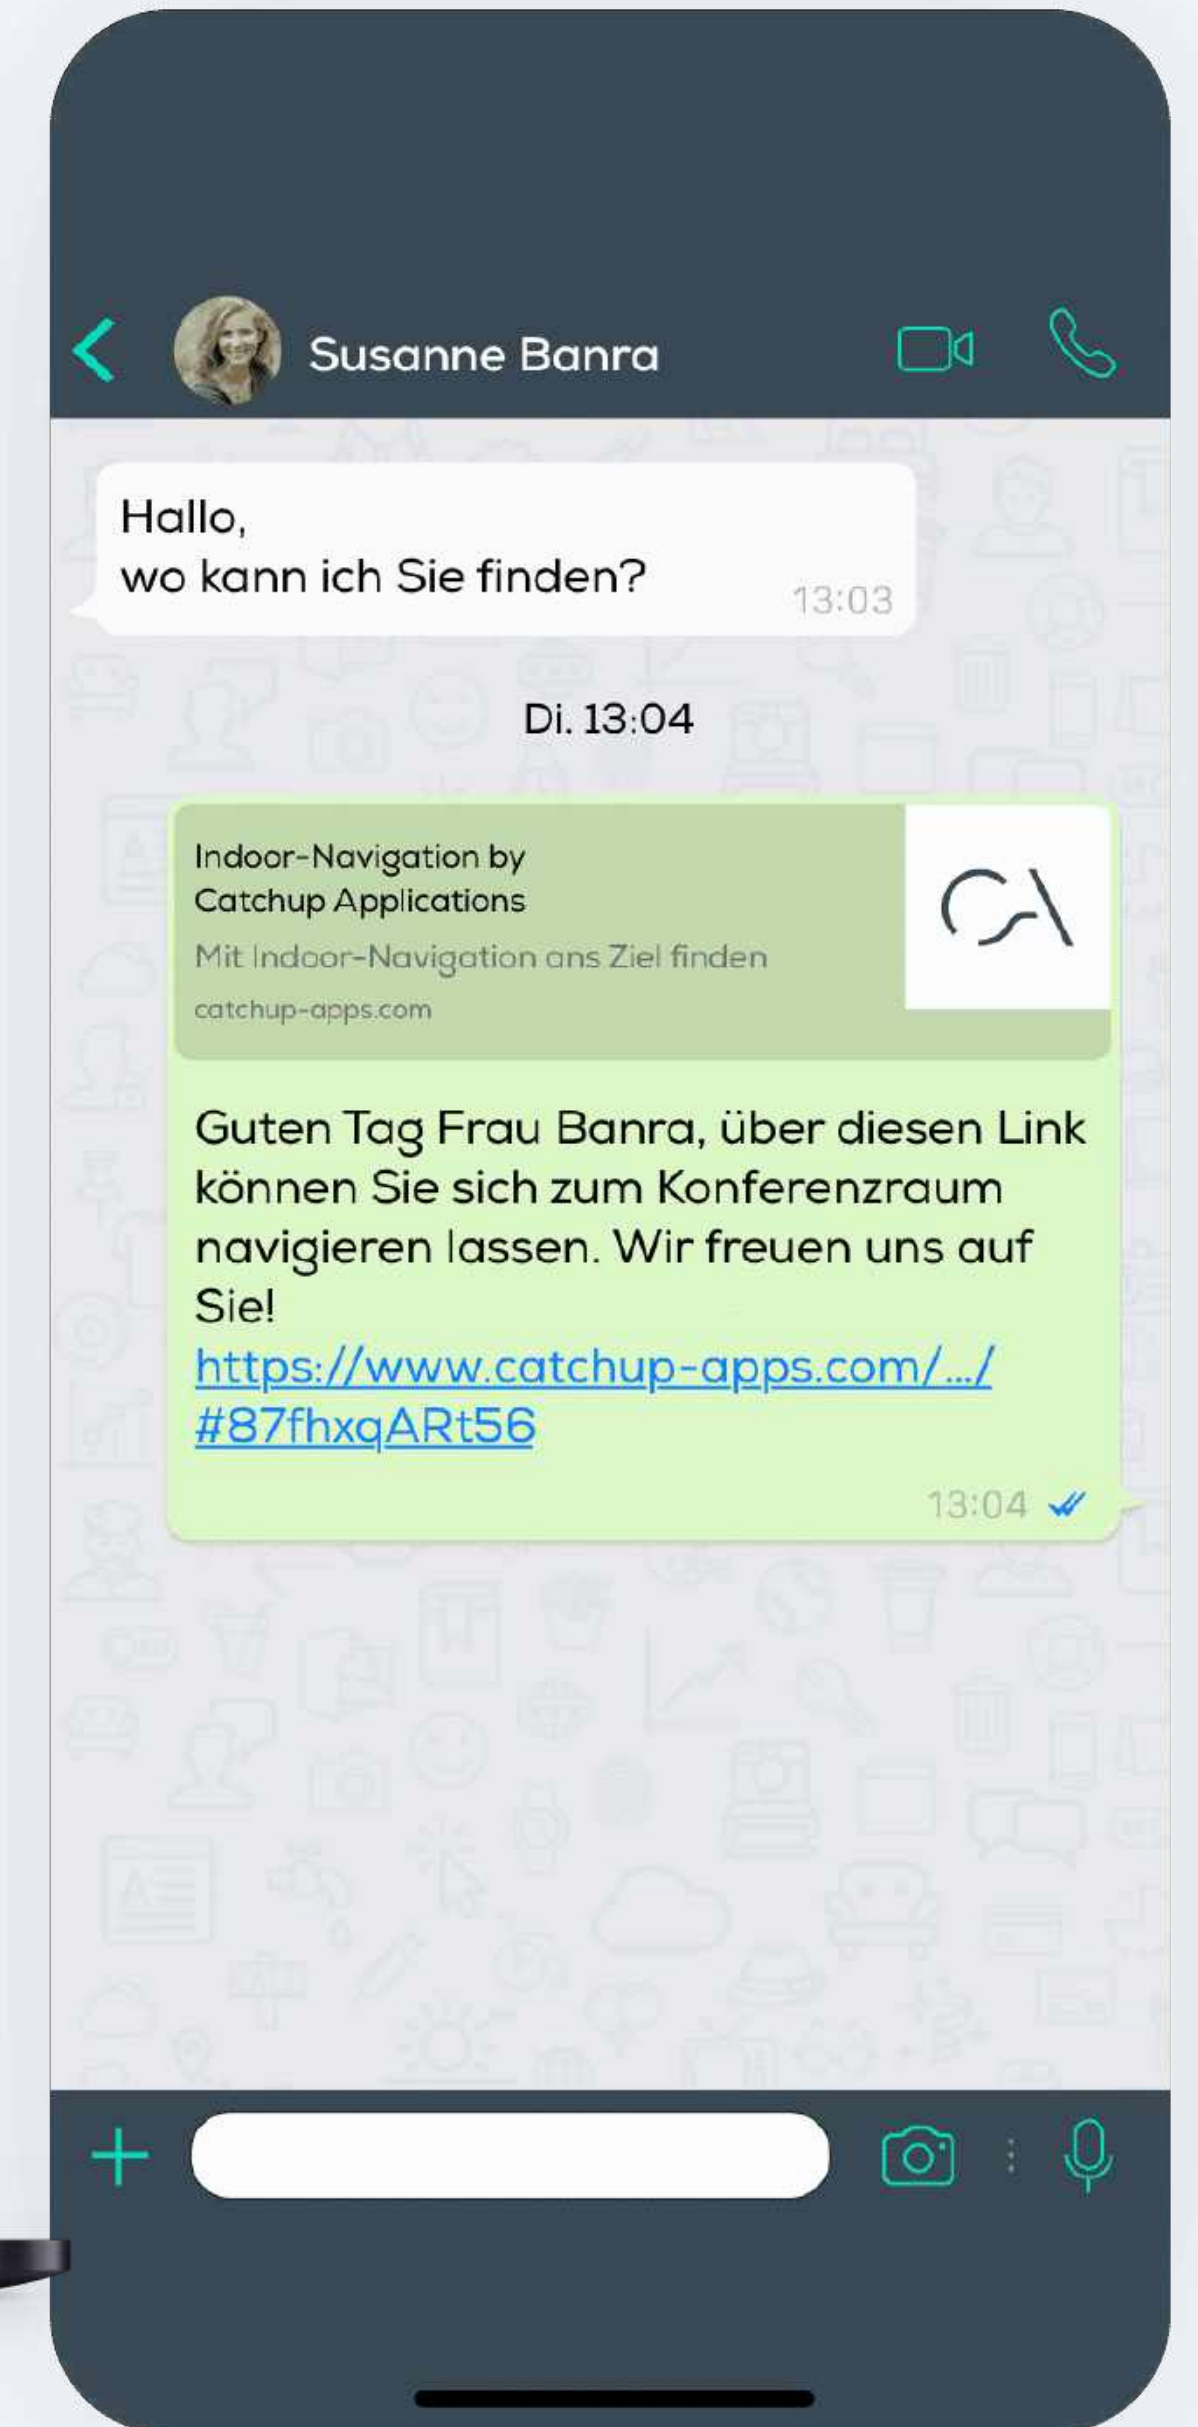 Susanne Banra
Hallo,
wo kann ich Sie finden?
13:03
Di. 13:04
Indoor-Navigation by
Catchup Applications
CA
Mit Indoor-Navigation ans Ziel finden
catchup-apps.com
Guten Tag Frau Banra, über diesen Link
können Sie sich zum Konferenzraum
navigieren lassen. Wir freuen uns auf
Sie!
https://www.catchup-apps.com/.../
#87fhxqARt56
13:04